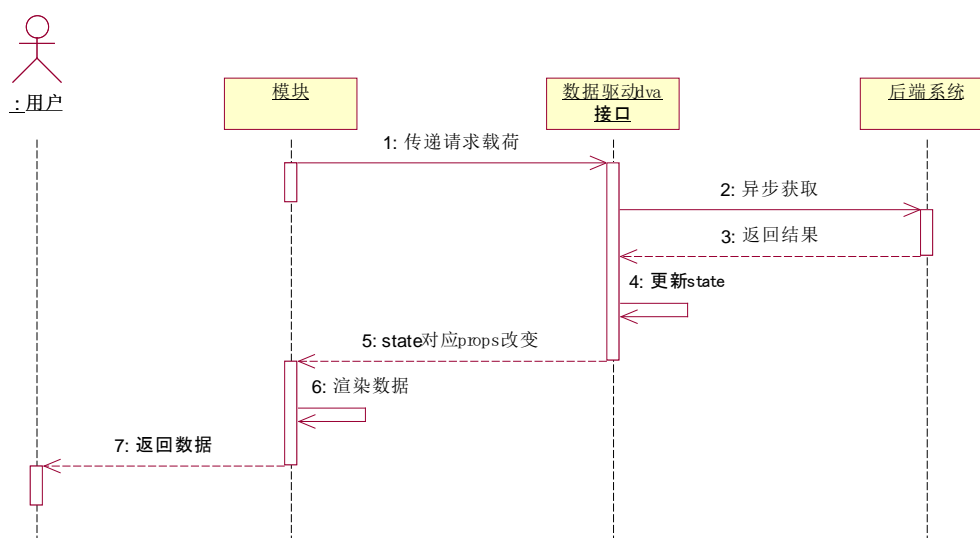 :用户
模块
数据驱动dva
接口
后端系统
1: 传递请求载荷
2: 异步获取
3: 返回结果
4: 更新state
5: state对应props改变
6: 渲染数据
7: 返回数据